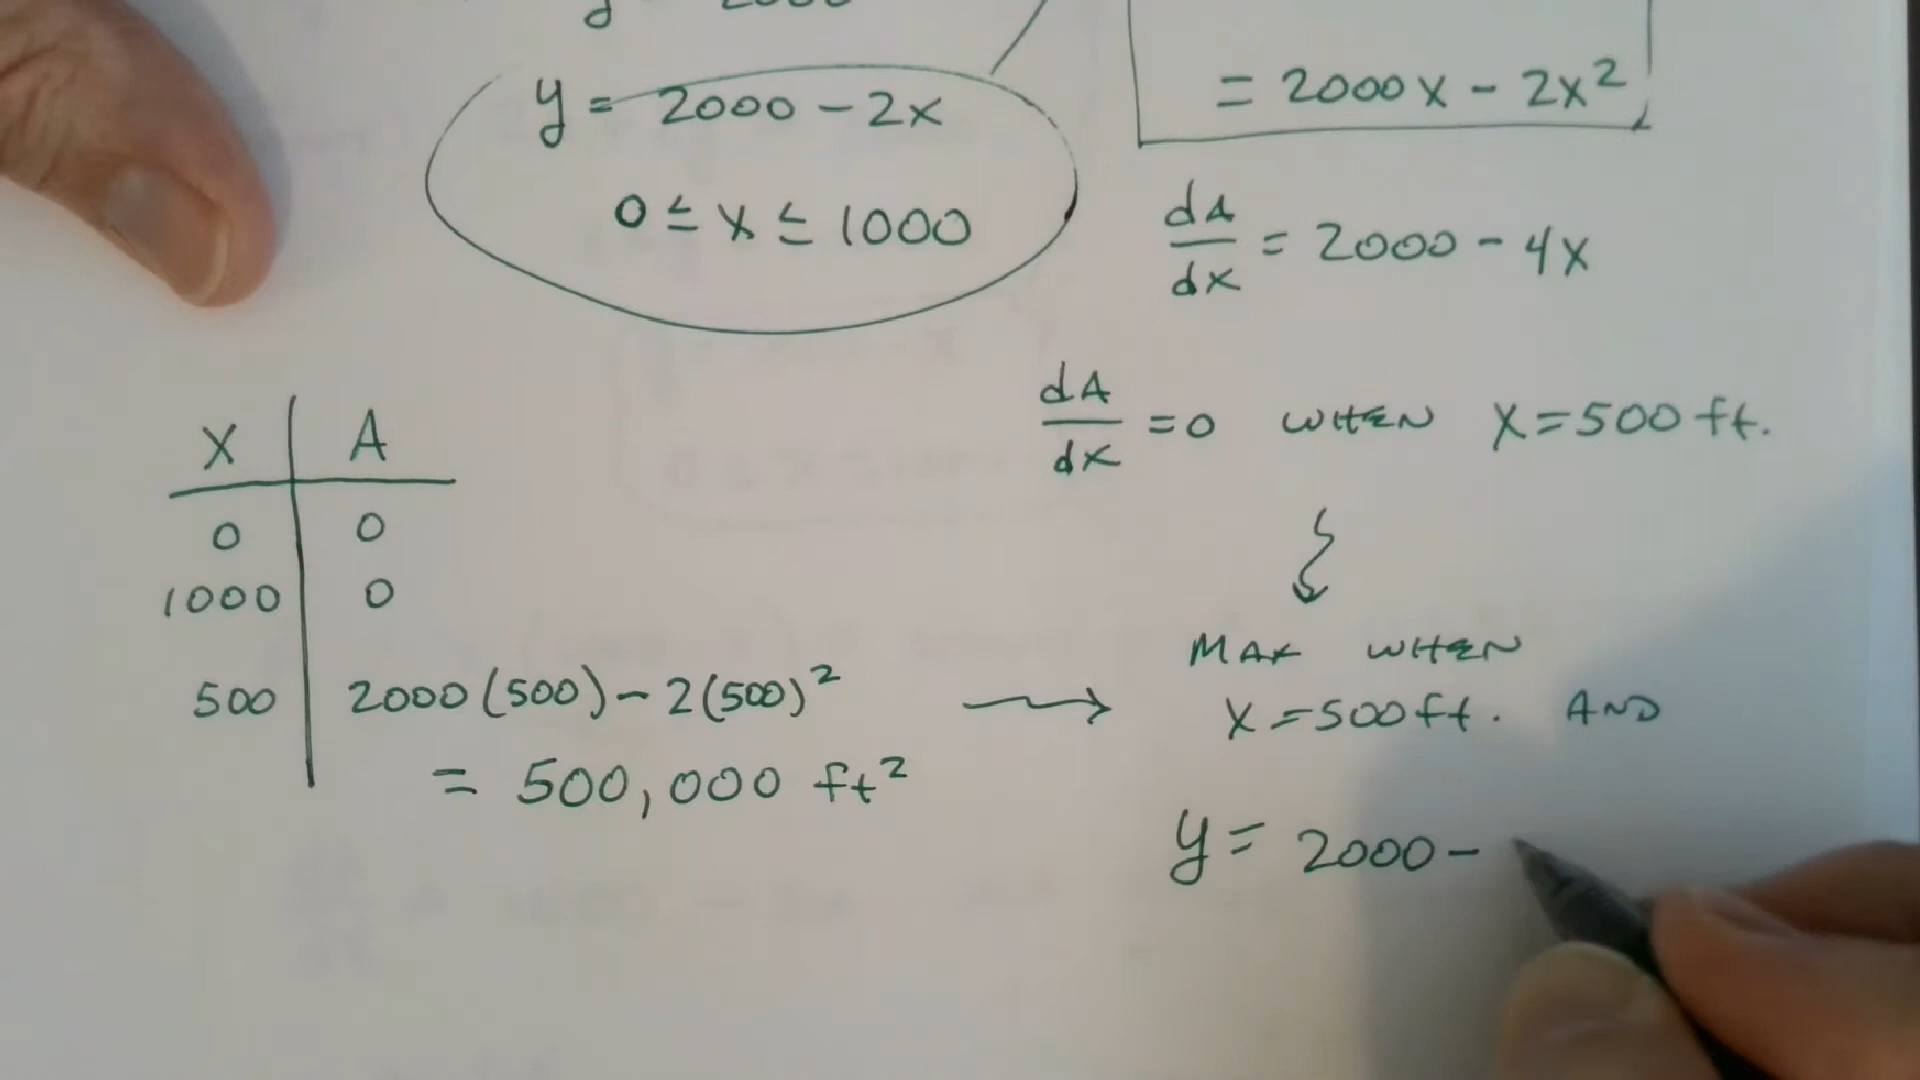 y = 2000 - 2x
0 ≤ x ≤ 1000
= 2000x - 2x²
dA/dx = 2000 - 4x
dA/dx = 0 WHEN X = 500 ft.
X | A
0 | 0
1000 | 0
500 | 2000(500) - 2(500)²
= 500,000 ft²
MAX WHEN
X = 500 ft. AND
y = 2000 -